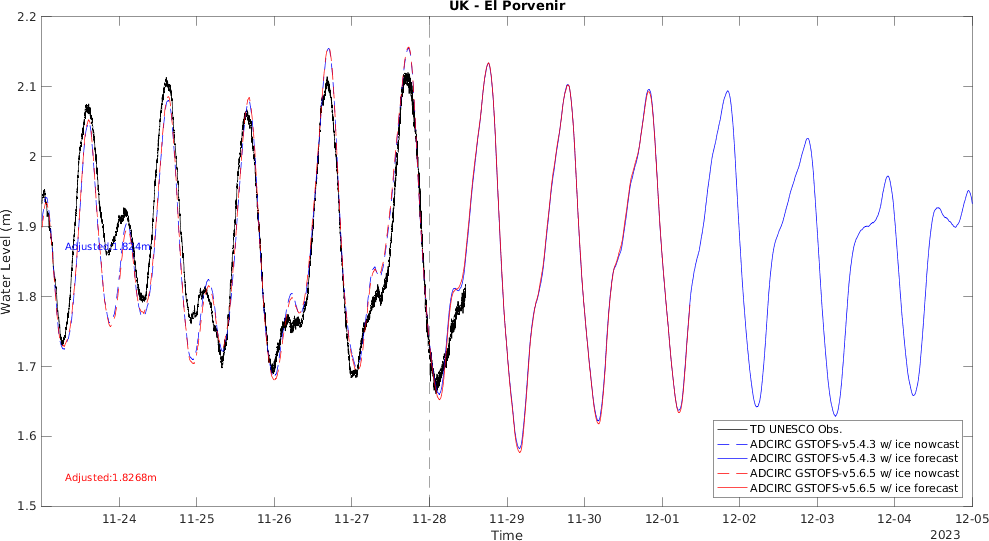 UK - El Porvenir
2.2
2.1
2
1.9
1.8
1.7
1.6
1.5
Water Level (m)
Adjusted:1.824m
Adjusted:1.8268m
TD UNESCO Obs.
ADCIRC GSTOFS-v5.4.3 w/ ice nowcast
ADCIRC GSTOFS-v5.4.3 w/ ice forecast
ADCIRC GSTOFS-v5.6.5 w/ ice nowcast
ADCIRC GSTOFS-v5.6.5 w/ ice forecast
11-24 11-25 11-26 11-27 11-28 11-29 11-30 12-01 12-02 12-03 12-04 12-05
Time
2023